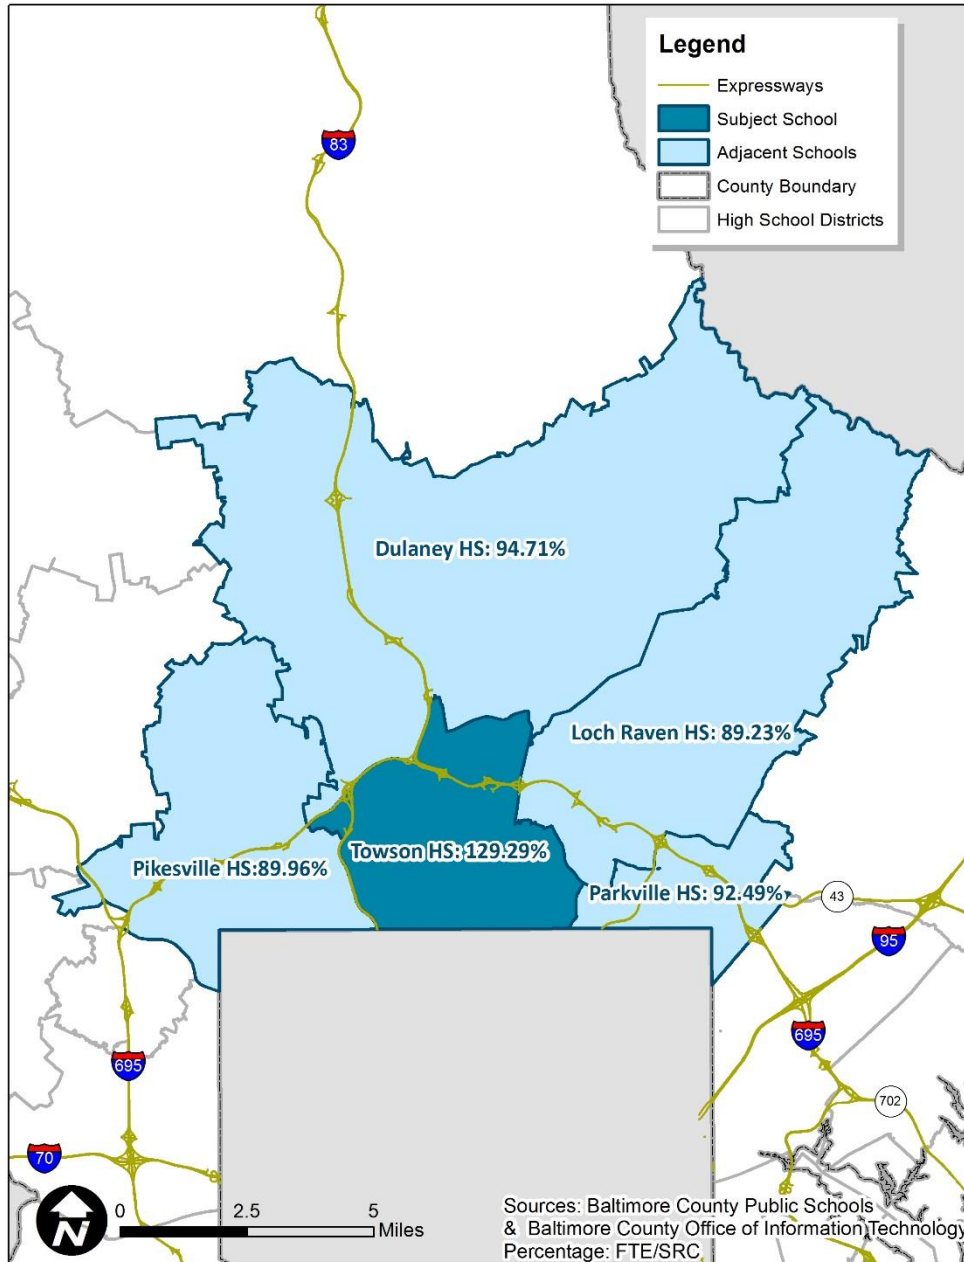 Legend
Expressways
Subject School
Adjacent Schools
County Boundary
High School Districts
83
Dulaney HS: 94.71%
Loch Raven HS: 89.23%
Towson HS: 129.29%
Pikesville HS:89.96%
Parkville HS: 92.49%
43
95
695
695
702
70
N
0 2.5 5
Miles
Sources: Baltimore County Public Schools
& Baltimore County Office of Information Technology
Percentage: FTE/SRC